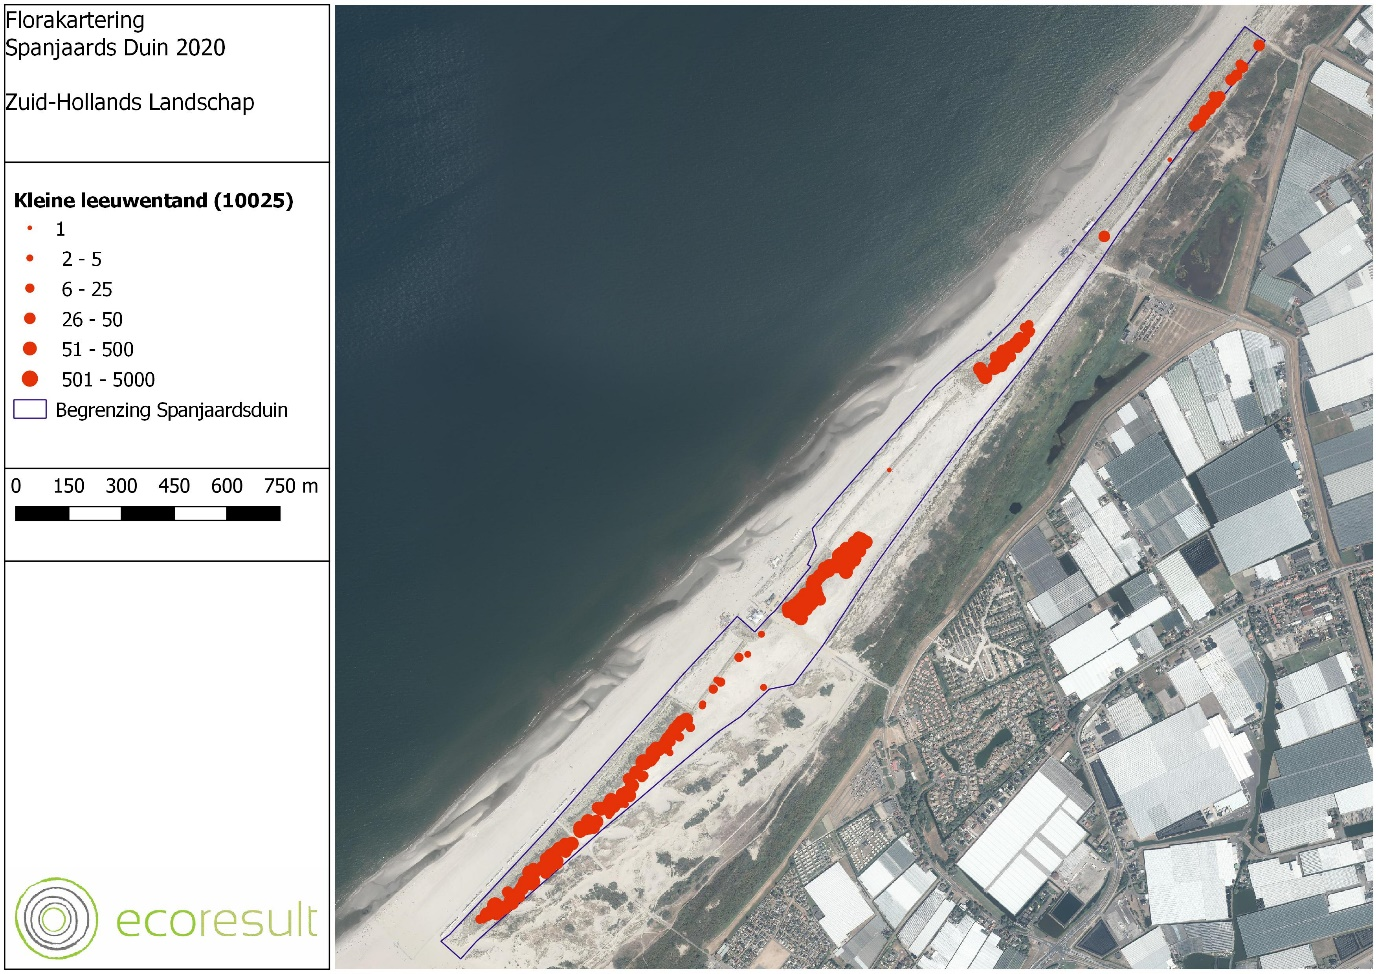 Florakartering
Spanjaards Duin 2020
Zuid-Hollands Landschap
Kleine leeuwentand (10025)
1
2 - 5
6 - 25
26 - 50
51 - 500
501 - 5000
Begrenzing Spanjaardsduin
0 150 300 450 600 750 m
ecoresult